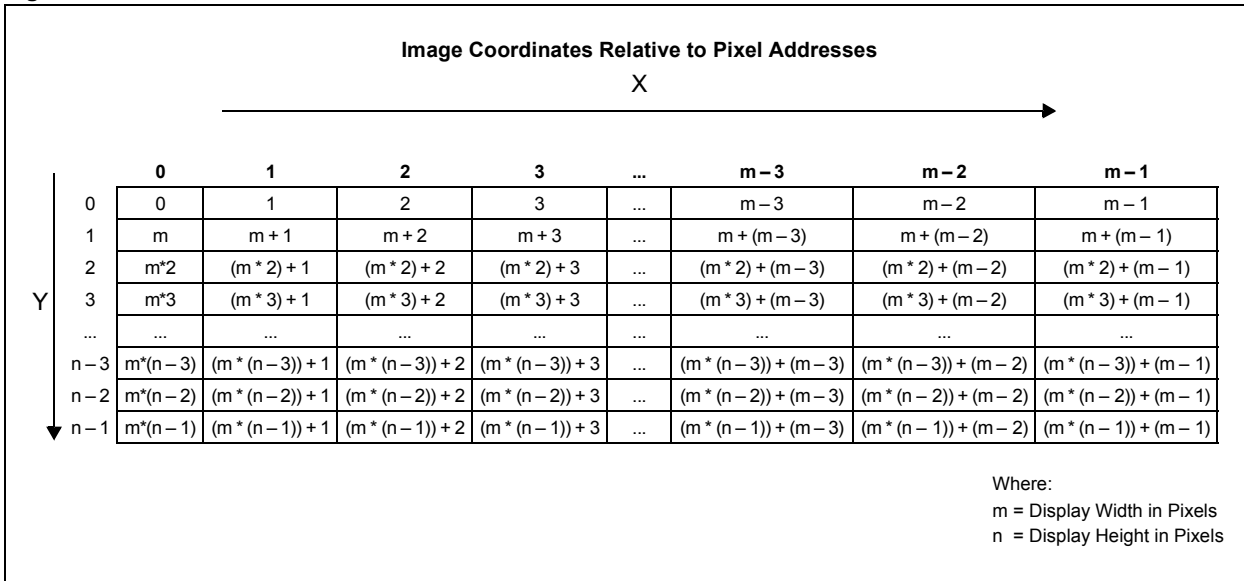 Image Coordinates Relative to Pixel Addresses
X
0 1 2 3 ... m – 3 m – 2 m – 1
0 0 1 2 3 ... m – 3 m – 2 m – 1
1 m m + 1 m + 2 m + 3 ... m + (m – 3) m + (m – 2) m + (m – 1)
2 m*2 (m * 2) + 1 (m * 2) + 2 (m * 2) + 3 ... (m * 2) + (m – 3) (m * 2) + (m – 2) (m * 2) + (m – 1)
Y 3 m*3 (m * 3) + 1 (m * 3) + 2 (m * 3) + 3 ... (m * 3) + (m – 3) (m * 3) + (m – 2) (m * 3) + (m – 1)
... ... ... ... ... ... ... ...
n – 3 m*(n – 3) (m * (n – 3)) + 1 (m * (n – 3)) + 2 (m * (n – 3)) + 3 ... (m * (n – 3)) + (m – 3) (m * (n – 3)) + (m – 2) (m * (n – 3)) + (m – 1)
n – 2 m*(n – 2) (m * (n – 2)) + 1 (m * (n – 2)) + 2 (m * (n – 2)) + 3 ... (m * (n – 2)) + (m – 3) (m * (n – 2)) + (m – 2) (m * (n – 2)) + (m – 1)
n – 1 m*(n – 1) (m * (n – 1)) + 1 (m * (n – 1)) + 2 (m * (n – 1)) + 3 ... (m * (n – 1)) + (m – 3) (m * (n – 1)) + (m – 2) (m * (n – 1)) + (m – 1)
Where:
m = Display Width in Pixels
n = Display Height in Pixels